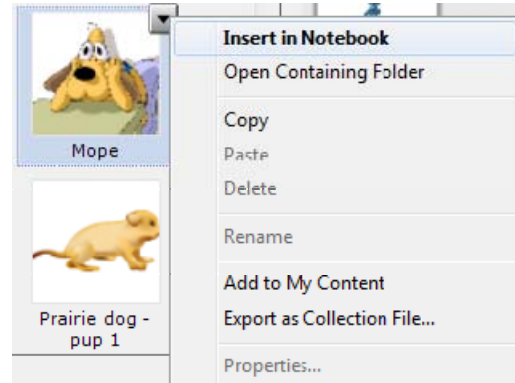 Mope
Prairie dog -
pup 1
Insert in Notebook
Open Containing Folder
Copy
Paste
Delete
Rename
Add to My Content
Export as Collection File...
Properties...